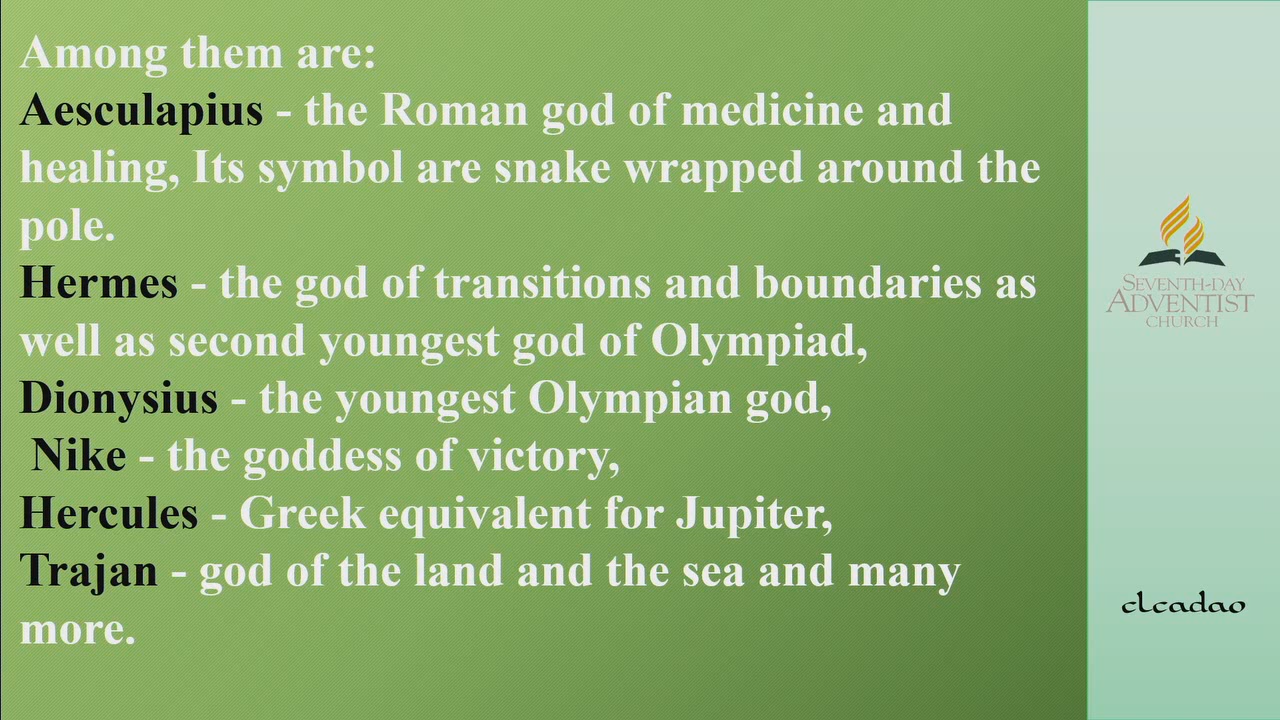 Among them are:
Aesculapius - the Roman god of medicine and
healing, Its symbol are snake wrapped around the
pole.
Hermes - the god of transitions and boundaries as
well as second youngest god of Olympiad,
Dionysius - the youngest Olympian god,
Nike - the goddess of victory,
Hercules - Greek equivalent for Jupiter,
Trajan - god of the land and the sea and many
more.
SEVENTH-DAY
ADVENTIST
CHURCH
clcadao